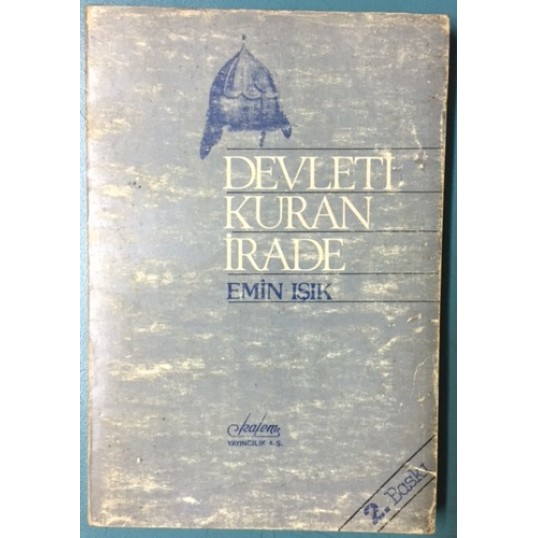 DEVLETİ
KURAN
İRADE
EMİN IŞIK
Kalem
YAYINCILIK A.Ş.
2. Baskı